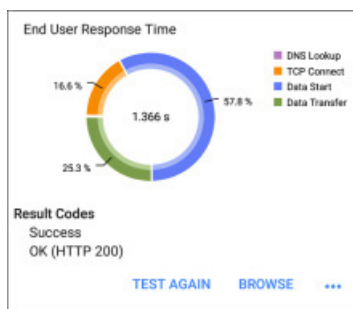 End User Response Time
DNS Lookup
TCP Connect
Data Start
Data Transfer
16.6 %
57.8 %
1.366 s
25.3 %
Result Codes
Success
OK (HTTP 200)
TEST AGAIN BROWSE •••